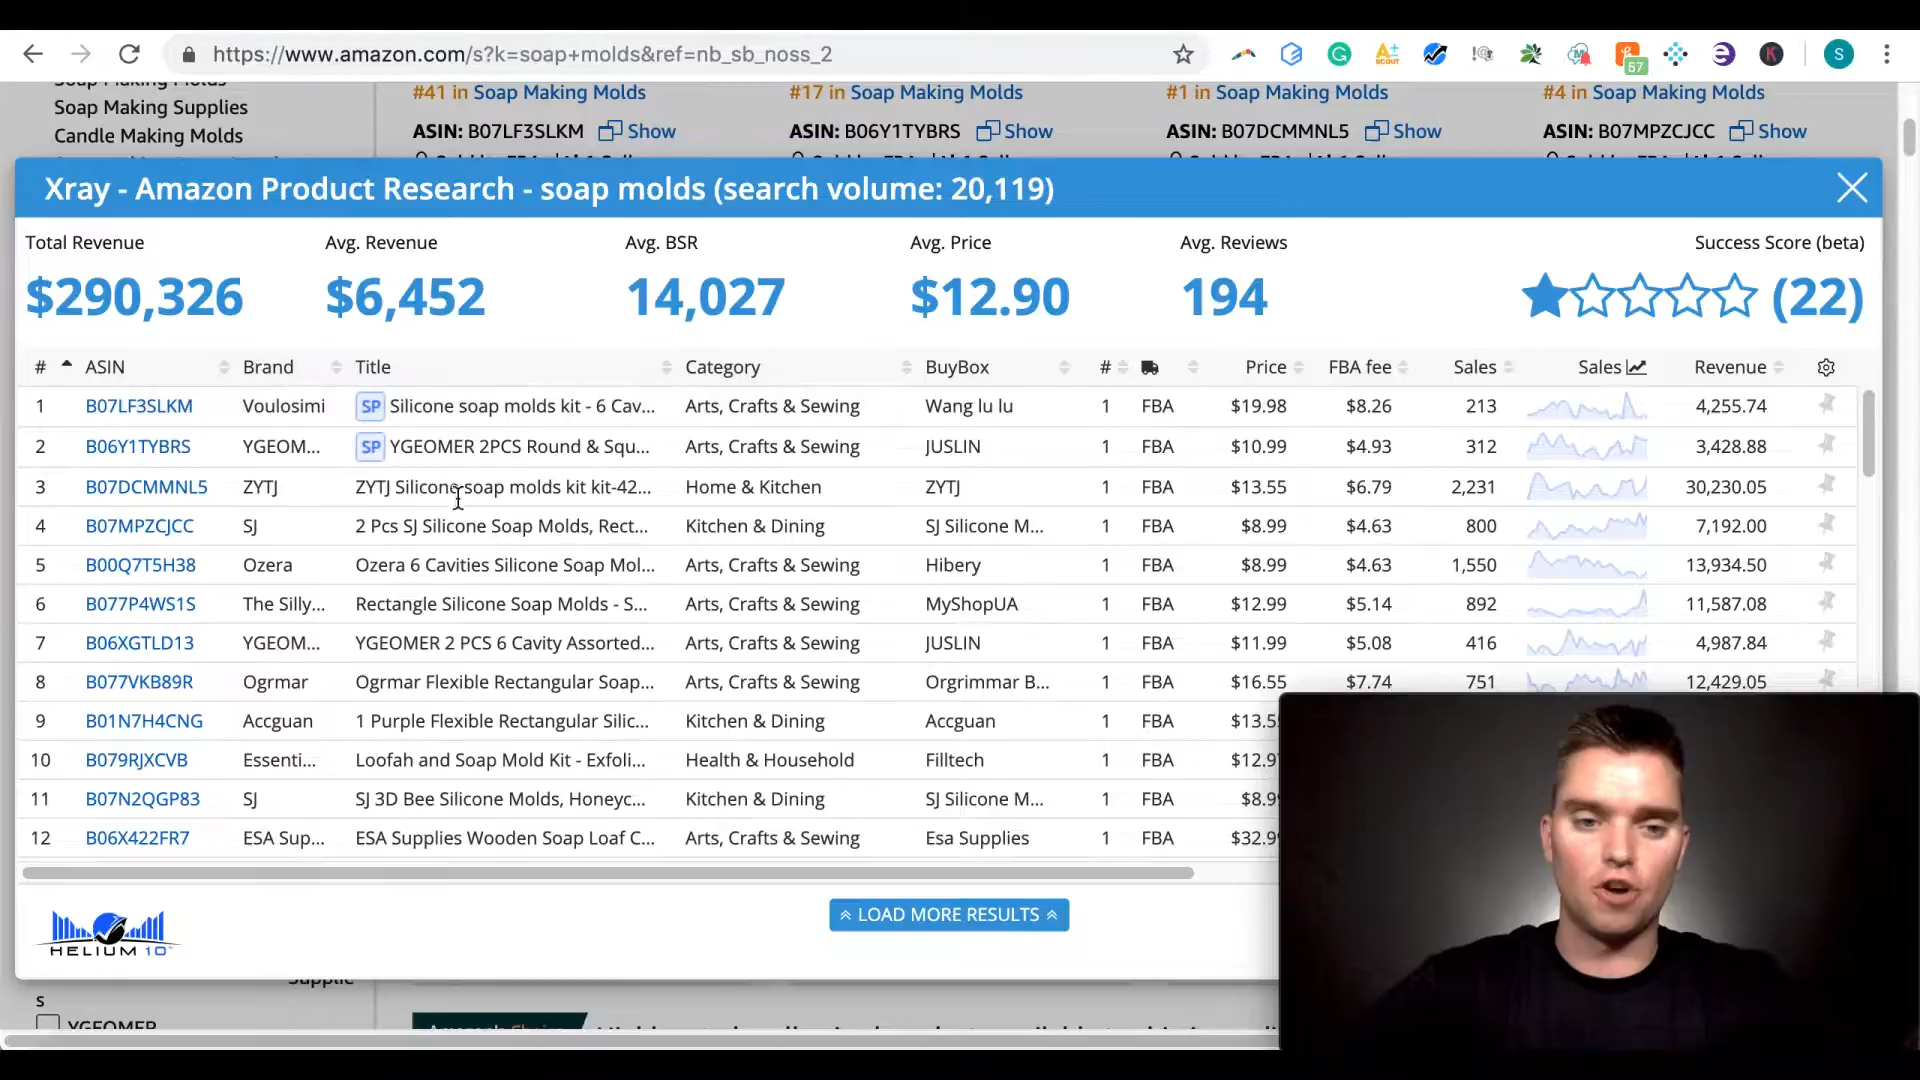 https://www.amazon.com/s?k=soap+molds&ref=nb_sb_noss_2
57
S
K
Soap Making Molds
Soap Making Supplies
Candle Making Molds
#41 in Soap Making Molds
#17 in Soap Making Molds
#1 in Soap Making Molds
#4 in Soap Making Molds
ASIN: B07LF3SLKM Show
ASIN: B06Y1TYBRS Show
ASIN: B07DCMMNL5 Show
ASIN: B07MPZCJCC Show
Xray - Amazon Product Research - soap molds (search volume: 20,119)
Total Revenue Avg. Revenue Avg. BSR Avg. Price Avg. Reviews Success Score (beta)
$290,326 $6,452 14,027 $12.90 194 (22)
# ASIN Brand Title Category BuyBox # Price FBA fee Sales Sales Revenue
1 B07LF3SLKM Voulosimi SP Silicone soap molds kit - 6 Cav... Arts, Crafts & Sewing Wang lu lu 1 FBA $19.98 $8.26 213 4,255.74
2 B06Y1TYBRS YGEOM... SP YGEOMER 2PCS Round & Squ... Arts, Crafts & Sewing JUSLIN 1 FBA $10.99 $4.93 312 3,428.88
3 B07DCMMNL5 ZYTJ ZYTJ Silicone soap molds kit kit-42... Home & Kitchen ZYTJ 1 FBA $13.55 $6.79 2,231 30,230.05
4 B07MPZCJCC SJ 2 Pcs SJ Silicone Soap Molds, Rect... Kitchen & Dining SJ Silicone M... 1 FBA $8.99 $4.63 800 7,192.00
5 B00Q7T5H38 Ozera Ozera 6 Cavities Silicone Soap Mol... Arts, Crafts & Sewing Hibery 1 FBA $8.99 $4.63 1,550 13,934.50
6 B077P4WS1S The Silly... Rectangle Silicone Soap Molds - S... Arts, Crafts & Sewing MyShopUA 1 FBA $12.99 $5.14 892 11,587.08
7 B06XGTLD13 YGEOM... YGEOMER 2 PCS 6 Cavity Assorted... Arts, Crafts & Sewing JUSLIN 1 FBA $11.99 $5.08 416 4,987.84
8 B077VKB89R Ogrmar Ogrmar Flexible Rectangular Soap... Arts, Crafts & Sewing Orgrimmar B... 1 FBA $16.55 $7.74 751 12,429.05
9 B01N7H4CNG Accguan 1 Purple Flexible Rectangular Silic... Kitchen & Dining Accguan 1 FBA $13.5
10 B079RJXCVB Essenti... Loofah and Soap Mold Kit - Exfoli... Health & Household Filltech 1 FBA $12.9
11 B07N2QGP83 SJ SJ 3D Bee Silicone Molds, Honeyc... Kitchen & Dining SJ Silicone M... 1 FBA $8.9
12 B06X422FR7 ESA Sup... ESA Supplies Wooden Soap Loaf C... Arts, Crafts & Sewing Esa Supplies 1 FBA $32.9
LOAD MORE RESULTS
HELIUM 10
s
YGEOMER